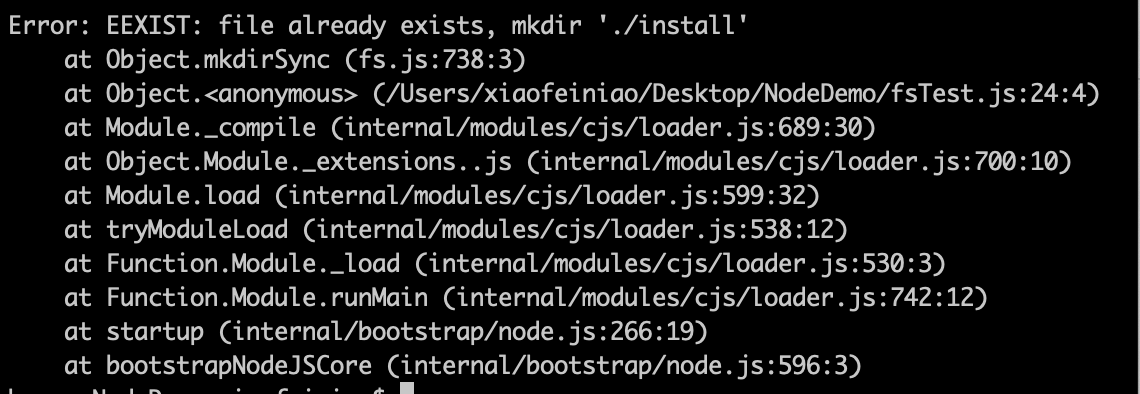 Error: EEXIST: file already exists, mkdir './install'
    at Object.mkdirSync (fs.js:738:3)
    at Object.<anonymous> (/Users/xiaofeiniao/Desktop/NodeDemo/fsTest.js:24:4)
    at Module._compile (internal/modules/cjs/loader.js:689:30)
    at Object.Module._extensions..js (internal/modules/cjs/loader.js:700:10)
    at Module.load (internal/modules/cjs/loader.js:599:32)
    at tryModuleLoad (internal/modules/cjs/loader.js:538:12)
    at Function.Module._load (internal/modules/cjs/loader.js:530:3)
    at Function.Module.runMain (internal/modules/cjs/loader.js:742:12)
    at startup (internal/bootstrap/node.js:266:19)
    at bootstrapNodeJSCore (internal/bootstrap/node.js:596:3)